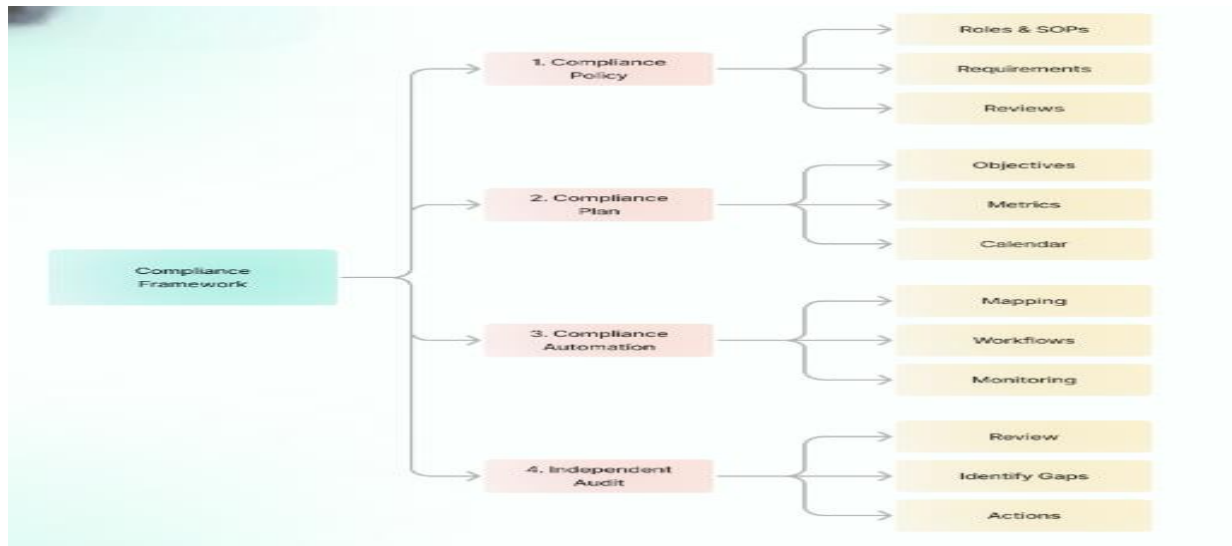 Compliance
Framework
1. Compliance
Policy
Roles & SOPs
Requirements
Reviews
2. Compliance
Plan
Objectives
Metrics
Calendar
3. Compliance
Automation
Mapping
Workflows
Monitoring
4. Independent
Audit
Review
Identify Gaps
Actions